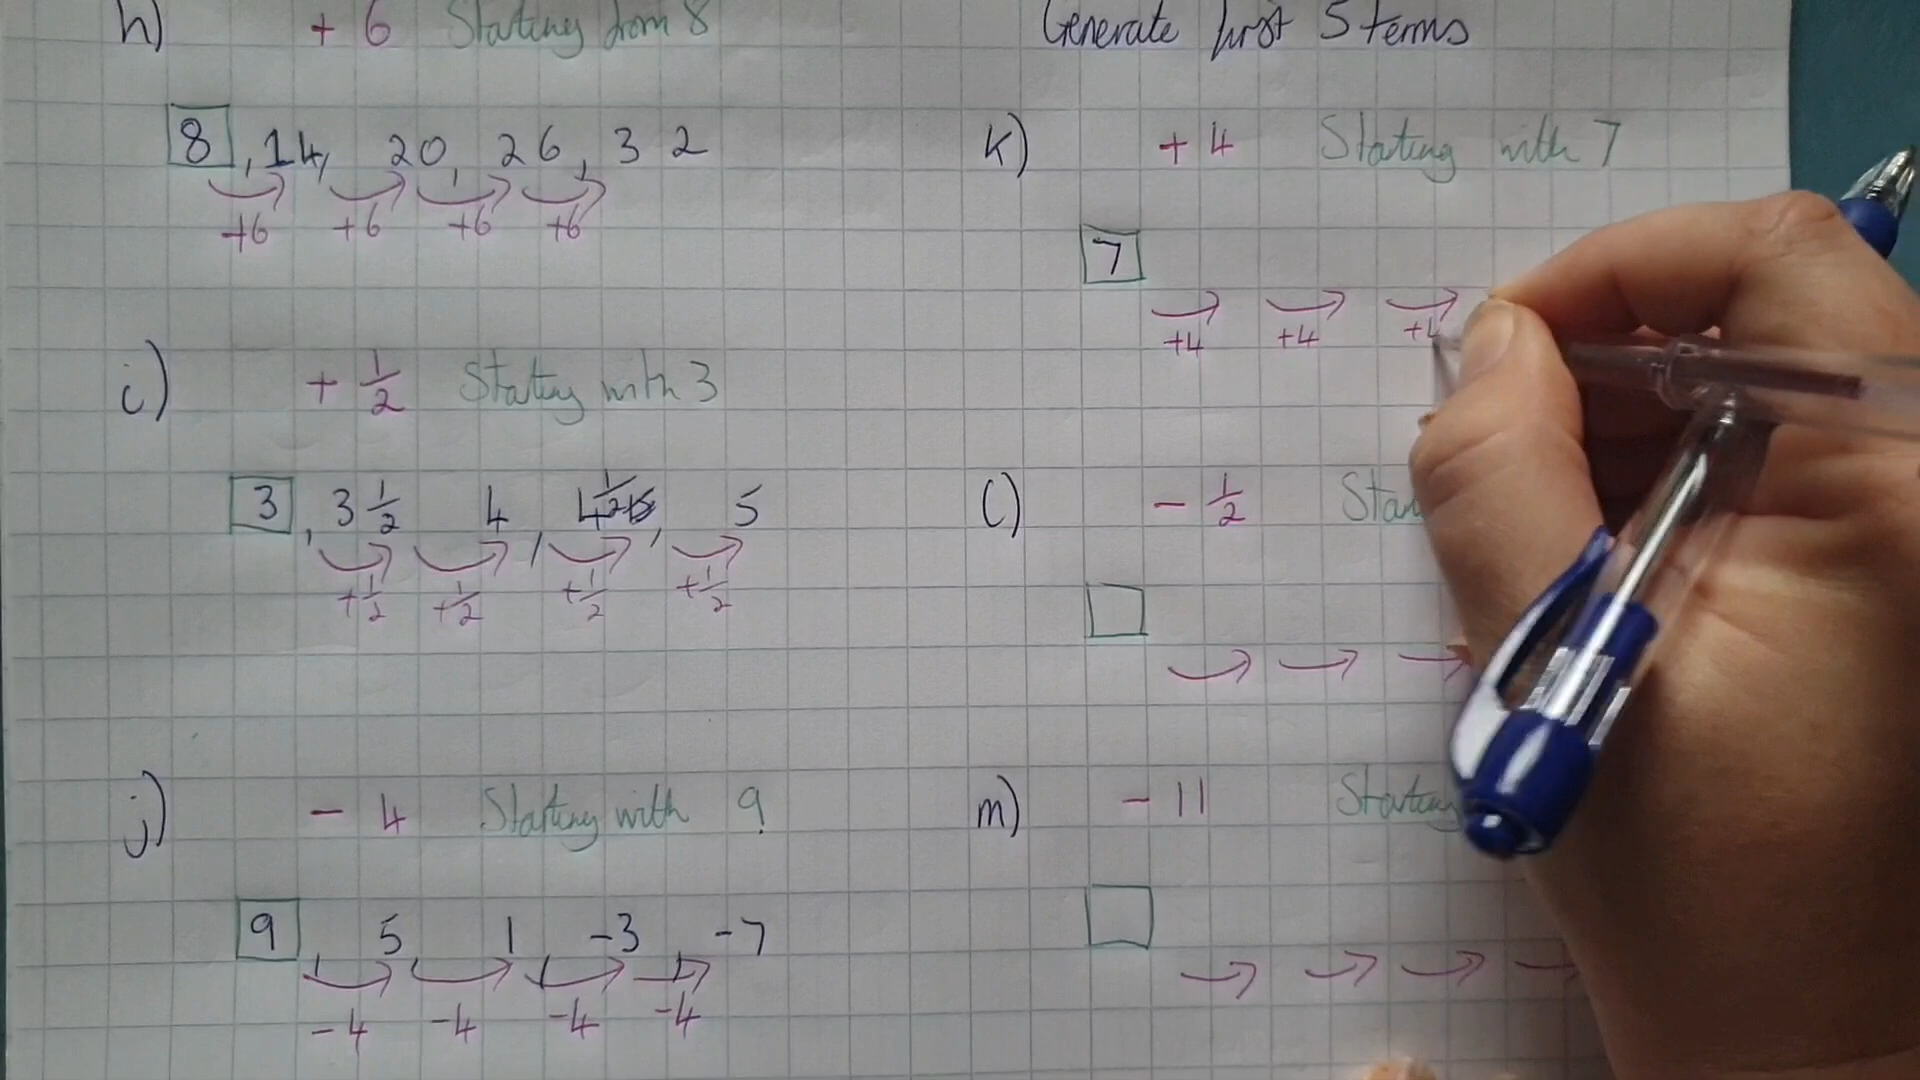 h) + 6 Starting from 8
8, 14, 20, 26, 32
+6 +6 +6 +6
i) + 1/2 Starting with 3
3, 3 1/2 4, 4 1/2, 5
+1/2 +1/2 +1/2 +1/2
j) - 4 Starting with 9
9, 5, 1, -3, -7
-4 -4 -4 -4
Generate first 5 terms
k) + 4 Starting with 7
7
+4 +4 +4
l) - 1/2
m) - 11 Starting